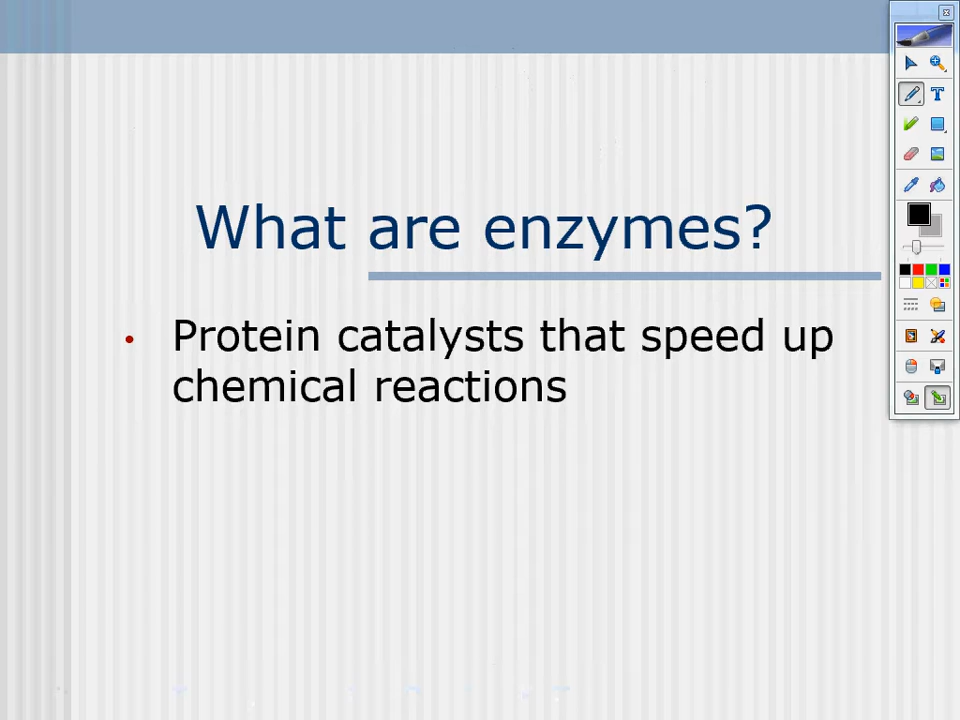 What are enzymes?
• Protein catalysts that speed up
chemical reactions